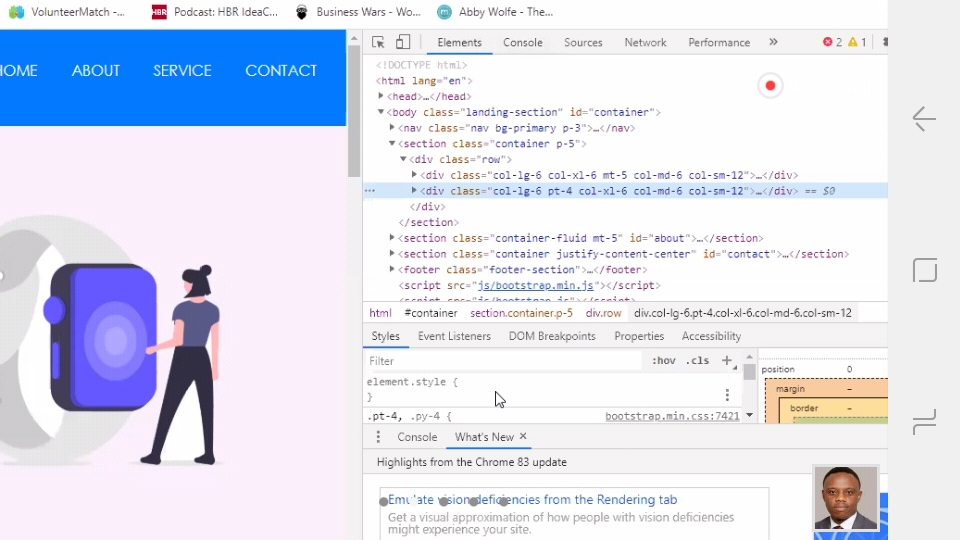 VolunteerMatch -... HBR Podcast: HBR IdeaC... Business Wars - Wo... Abby Wolfe - The...
HOME ABOUT SERVICE CONTACT
Elements Console Sources Network Performance » 2 1
<!DOCTYPE html>
<html lang="en">
<head>…</head>
<body class="landing-section" id="container">
<nav class="nav bg-primary p-3">…</nav>
<section class="container p-5">
<div class="row">
<div class="col-lg-6 col-xl-6 mt-5 col-md-6 col-sm-12">…</div>
<div class="col-lg-6 pt-4 col-xl-6 col-md-6 col-sm-12">…</div> == $0
</div>
</section>
<section class="container-fluid mt-5" id="about">…</section>
<section class="container justify-content-center" id="contact">…</section>
<footer class="footer-section">…</footer>
<script src="js/bootstrap.min.js"></script>
html #container section.container.p-5 div.row div.col-lg-6.pt-4.col-xl-6.col-md-6.col-sm-12
Styles Event Listeners DOM Breakpoints Properties Accessibility
Filter :hov .cls +
element.style {
}
.pt-4, .py-4 { bootstrap.min.css:7421
position 0
margin -
border -
Console What's New ×
Highlights from the Chrome 83 update
Emulate vision deficiencies from the Rendering tab
Get a visual approximation of how people with vision deficiencies
might experience your site.